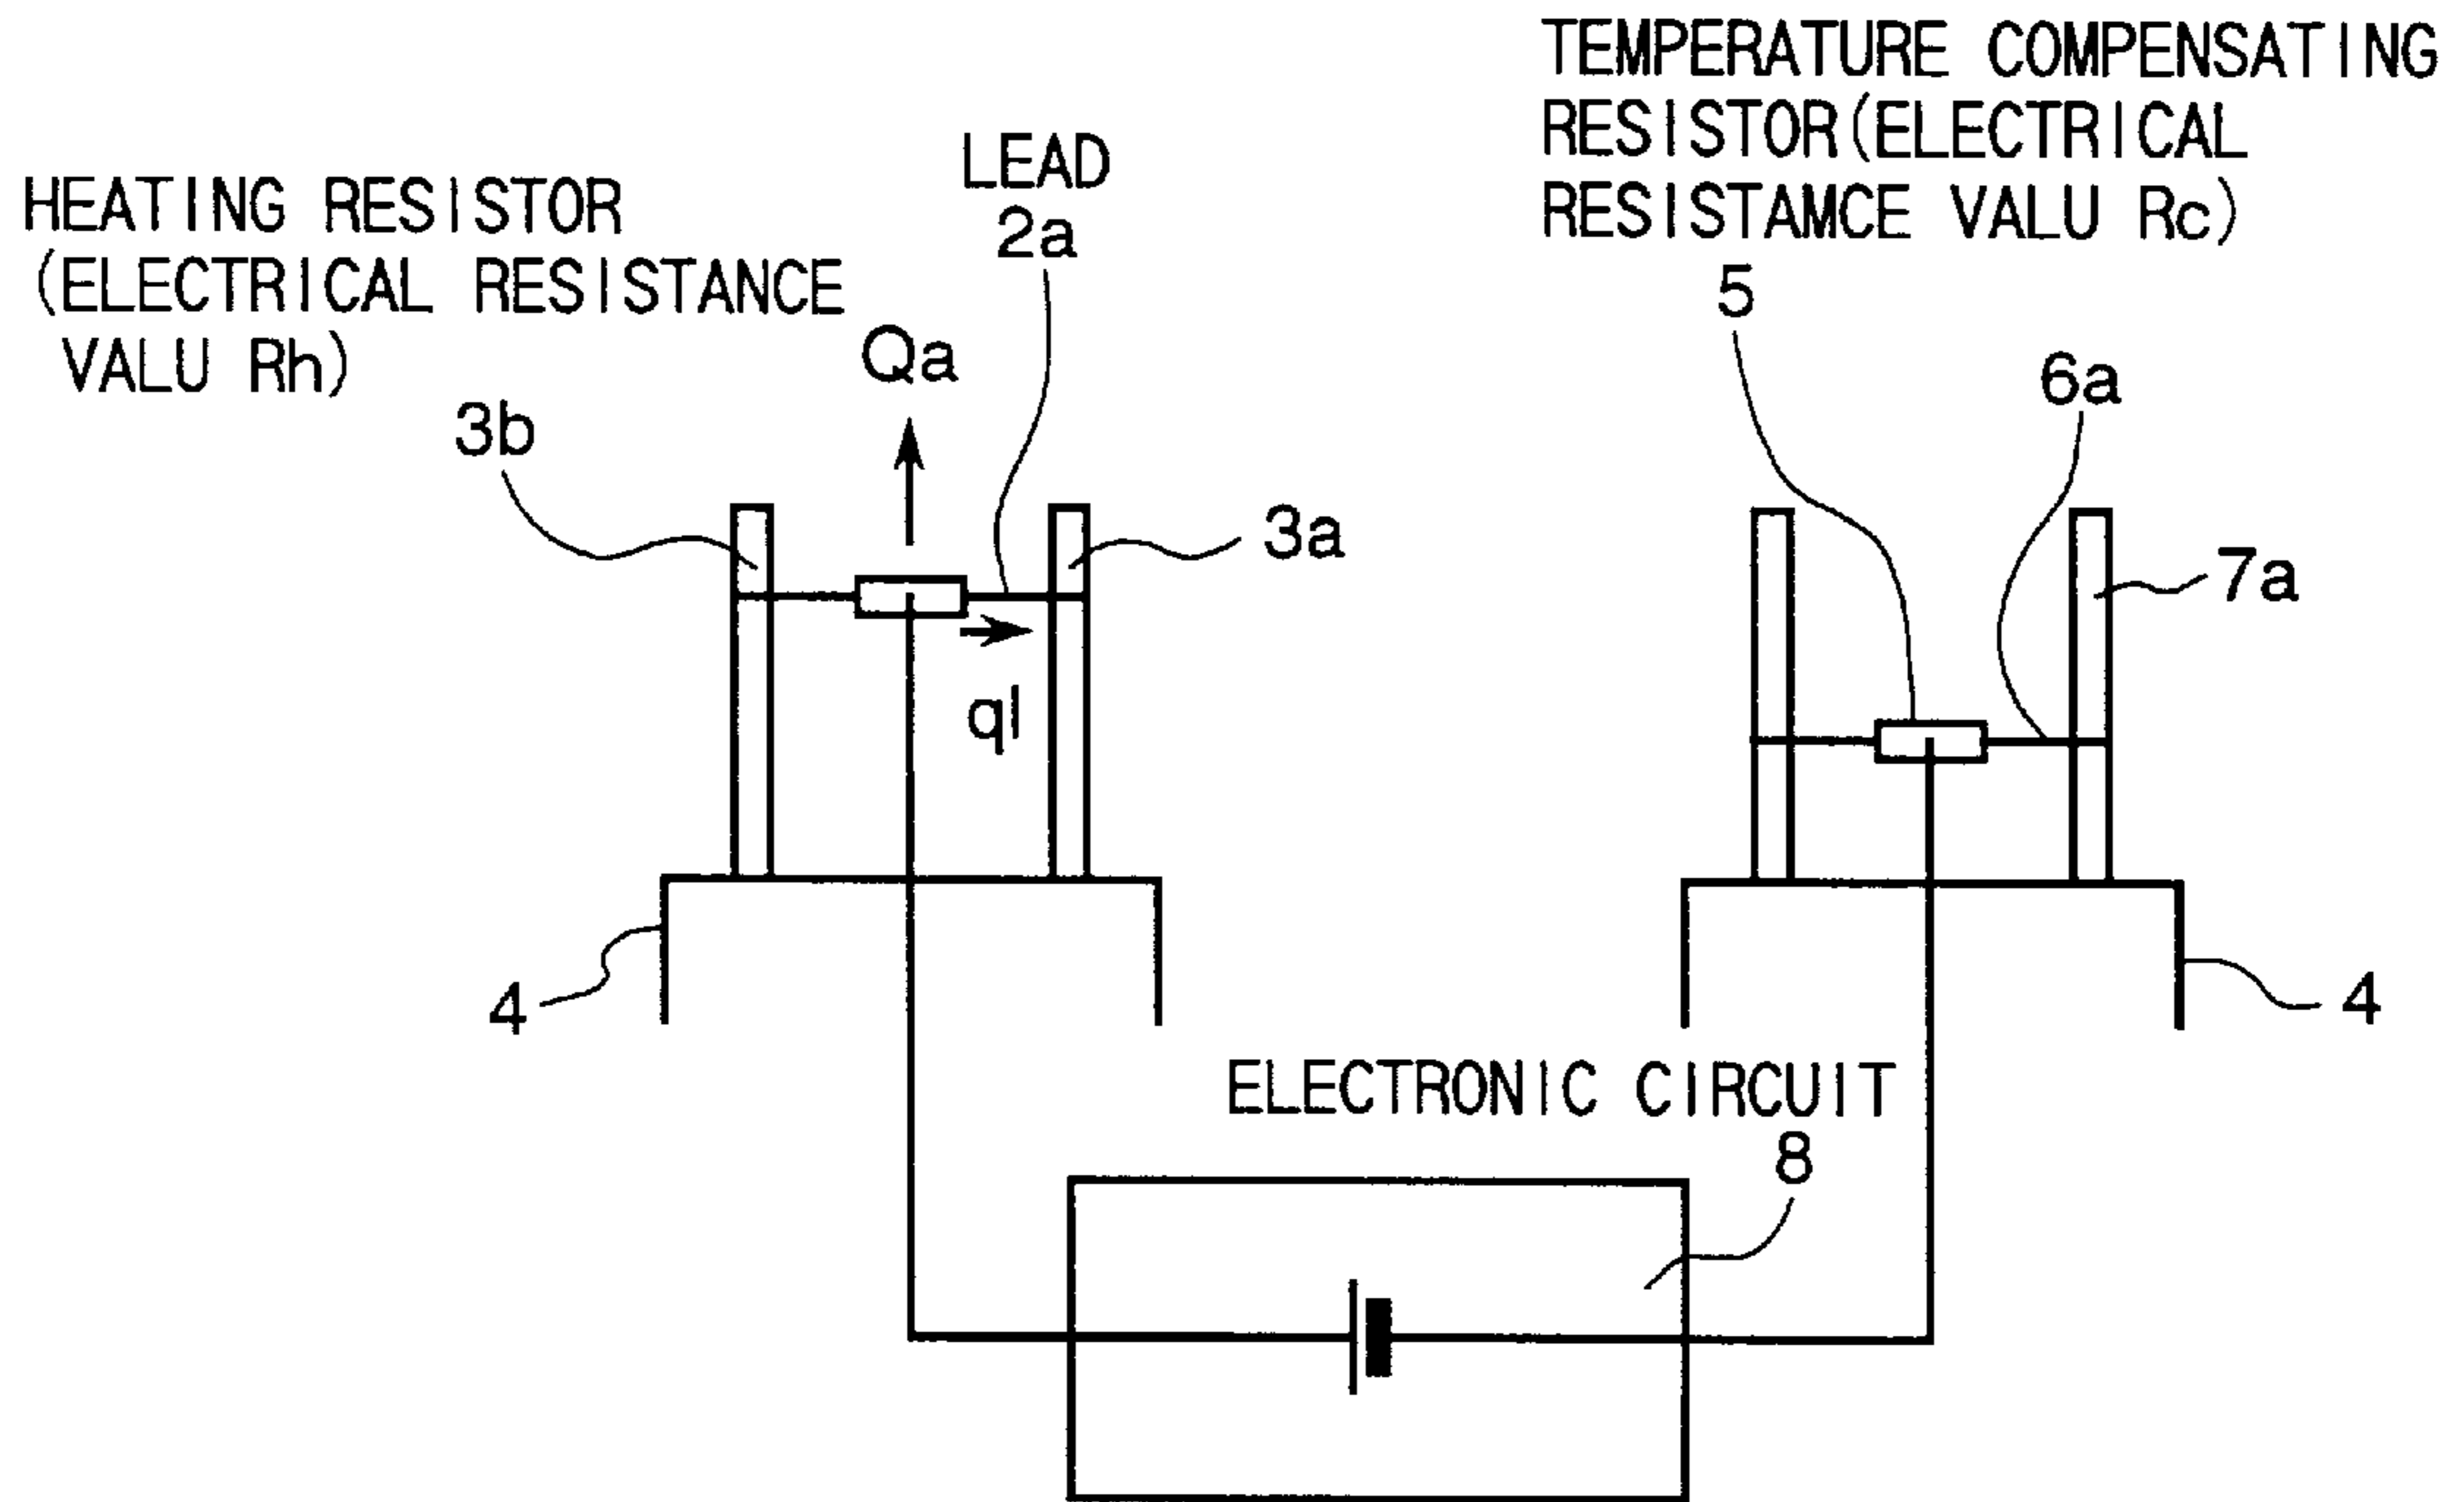 TEMPERATURE COMPENSATING
RESISTOR(ELECTRICAL
RESISTAMCE VALU Rc)
5
LEAD
2a
HEATING RESISTOR
(ELECTRICAL RESISTANCE
VALU Rh)
3b
Qa
6a
3a
7a
ql
4
4
ELECTRONIC CIRCUIT
8